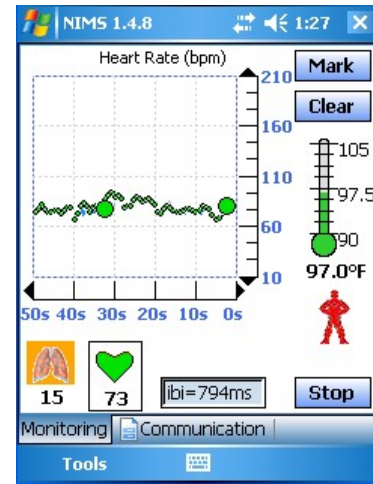 NIMS 1.4.8 1:27
Heart Rate (bpm)
Mark
Clear
210
160
110
60
10
105
97.5
90
97.0°F
50s 40s 30s 20s 10s 0s
15
73
ibi=794ms
Stop
Monitoring Communication
Tools